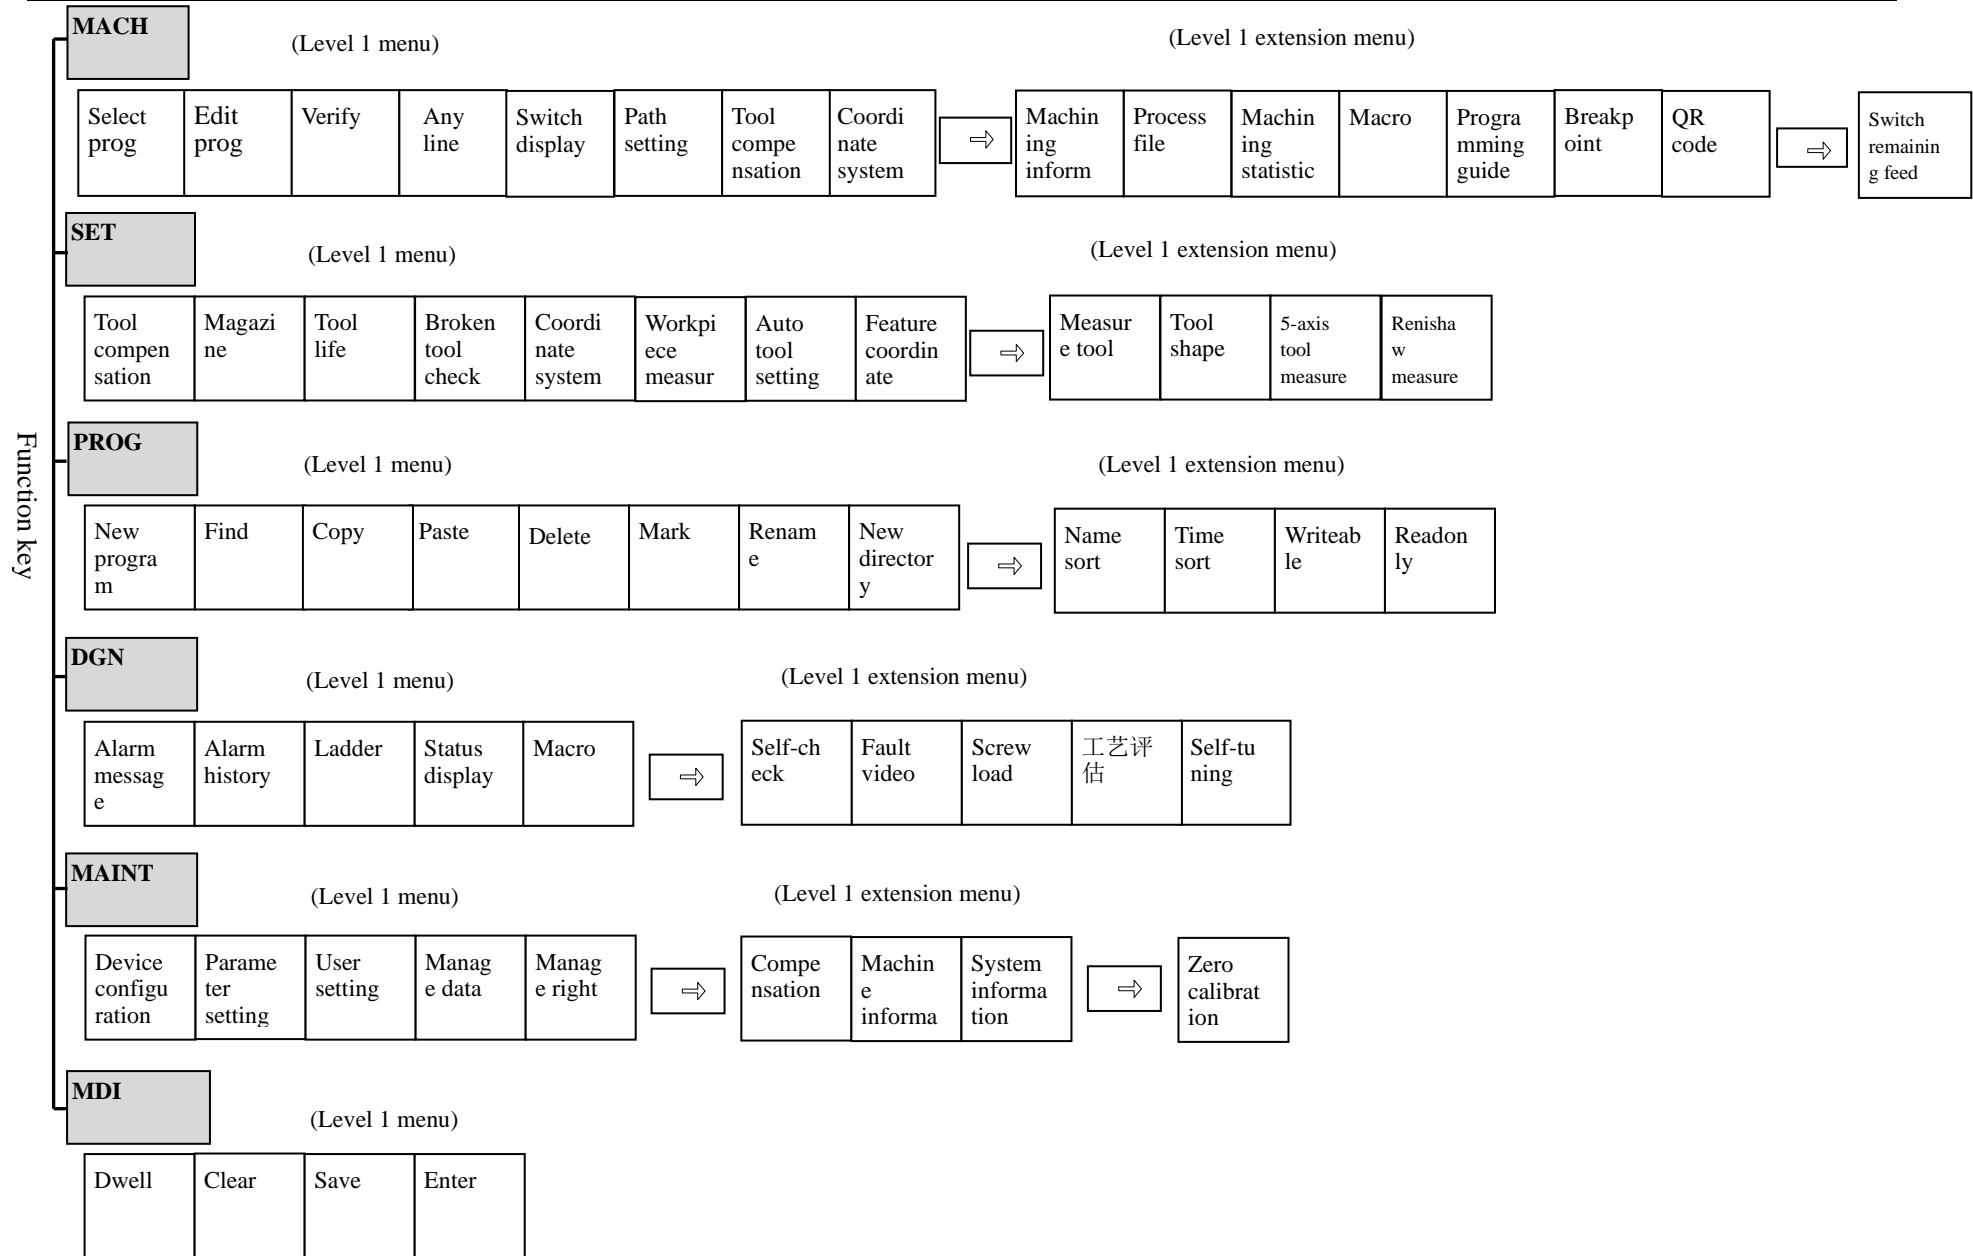 MACH
(Level 1 menu)
(Level 1 extension menu)
Select
prog
Edit
prog
Verify
Any
line
Switch
display
Path
setting
Tool
compe
nsation
Coordi
nate
system
Machin
ing
inform
Process
file
Machin
ing
statistic
Macro
Progra
mming
guide
Breakp
oint
QR
code
Switch
remainin
g feed
SET
(Level 1 menu)
(Level 1 extension menu)
Tool
compen
sation
Magazi
ne
Tool
life
Broken
tool
check
Coordi
nate
system
Workpi
ece
measur
Auto
tool
setting
Feature
coordin
ate
Measur
e tool
Tool
shape
5-axis
tool
measure
Renisha
w
measure
Function key
PROG
(Level 1 menu)
(Level 1 extension menu)
New
progra
m
Find
Copy
Paste
Delete
Mark
Renam
e
New
director
y
Name
sort
Time
sort
Writeab
le
Readon
ly
DGN
(Level 1 menu)
(Level 1 extension menu)
Alarm
messag
e
Alarm
history
Ladder
Status
display
Macro
Self-ch
eck
Fault
video
Screw
load
工艺评
估
Self-tu
ning
MAINT
(Level 1 menu)
(Level 1 extension menu)
Device
configu
ration
Parame
ter
setting
User
setting
Manag
e data
Manag
e right
Compe
nsation
Machin
e
informa
System
informa
tion
Zero
calibrat
ion
MDI
(Level 1 menu)
Dwell
Clear
Save
Enter